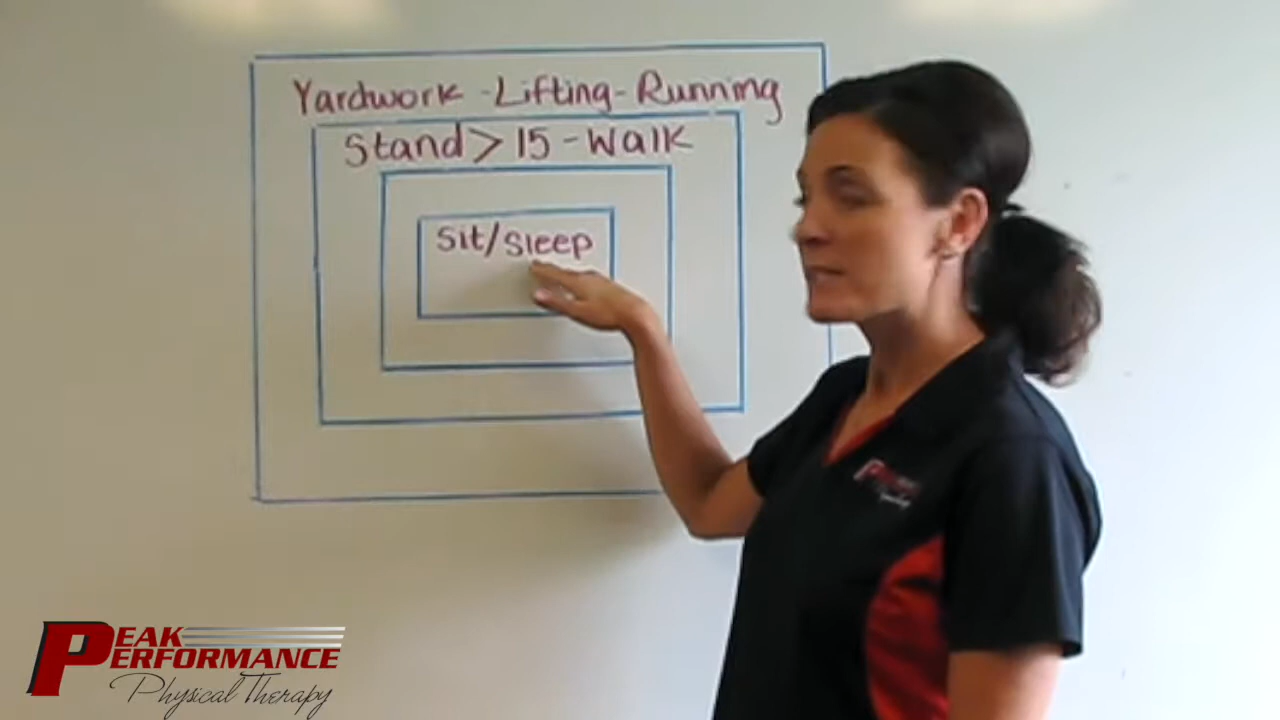 Yardwork - Lifting - Running
Stand > 15 - Walk
Sit/Sleep
PEAK
PERFORMANCE
Physical Therapy